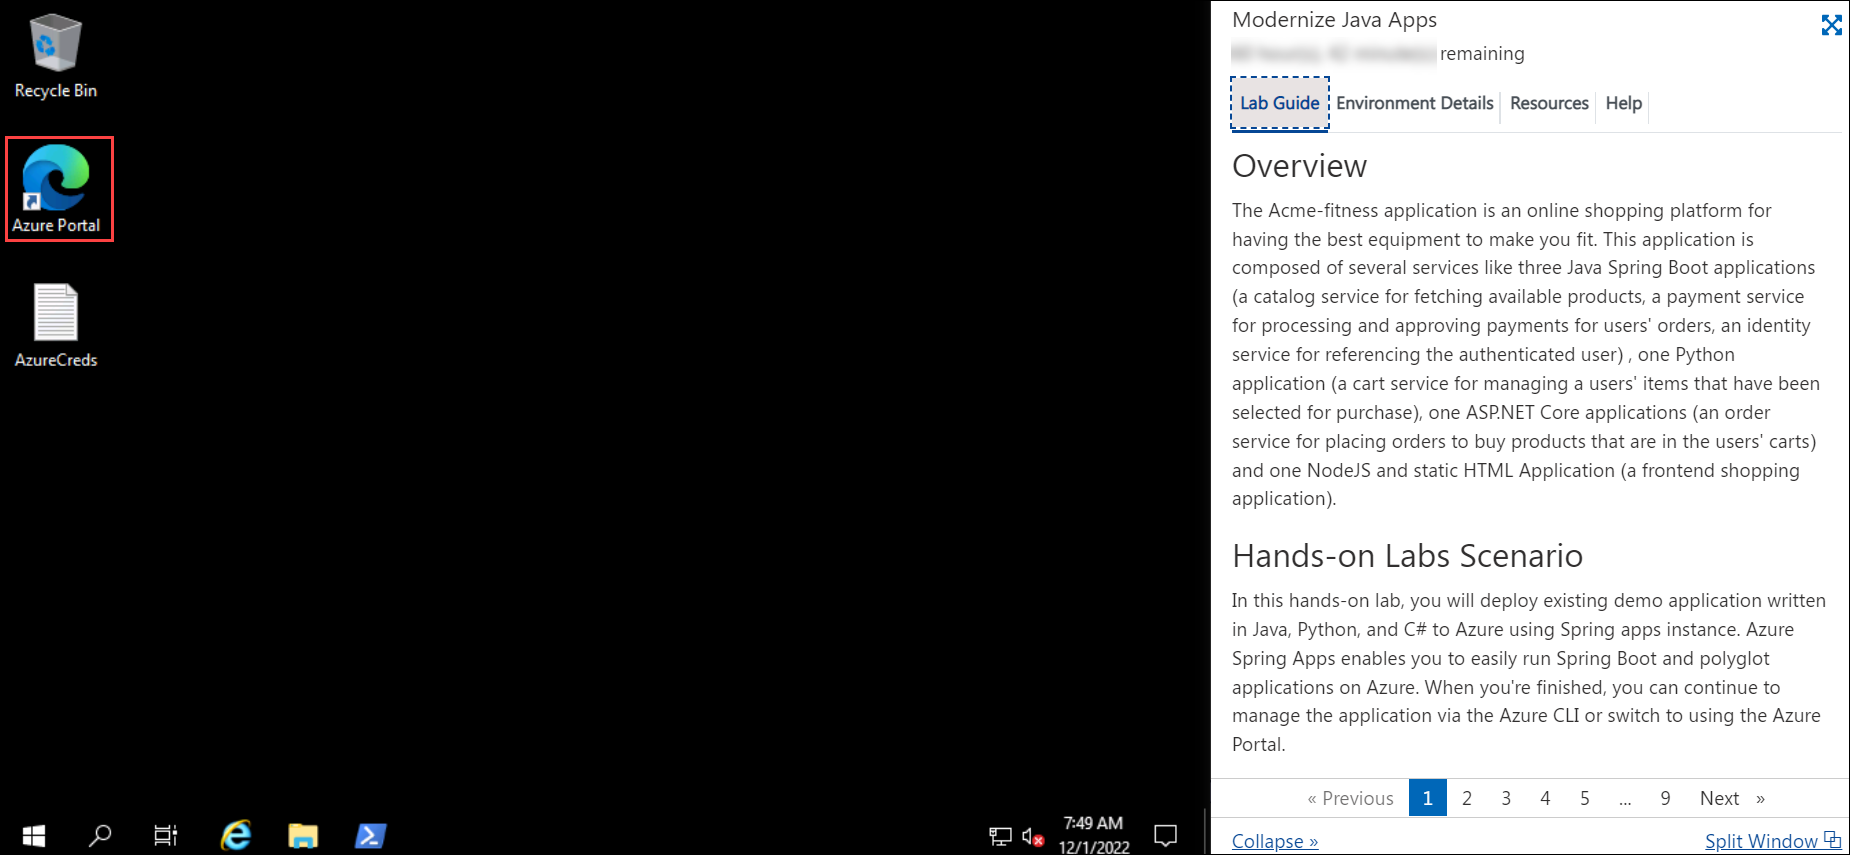 Recycle Bin
Azure Portal
AzureCreds
7:49 AM
12/1/2022
Modernize Java Apps
remaining
Lab Guide Environment Details Resources Help
Overview
The Acme-fitness application is an online shopping platform for
having the best equipment to make you fit. This application is
composed of several services like three Java Spring Boot applications
(a catalog service for fetching available products, a payment service
for processing and approving payments for users' orders, an identity
service for referencing the authenticated user) , one Python
application (a cart service for managing a users' items that have been
selected for purchase), one ASP.NET Core applications (an order
service for placing orders to buy products that are in the users' carts)
and one NodeJS and static HTML Application (a frontend shopping
application).
Hands-on Labs Scenario
In this hands-on lab, you will deploy existing demo application written
in Java, Python, and C# to Azure using Spring apps instance. Azure
Spring Apps enables you to easily run Spring Boot and polyglot
applications on Azure. When you're finished, you can continue to
manage the application via the Azure CLI or switch to using the Azure
Portal.
« Previous 1 2 3 4 5 ... 9 Next »
Collapse » Split Window